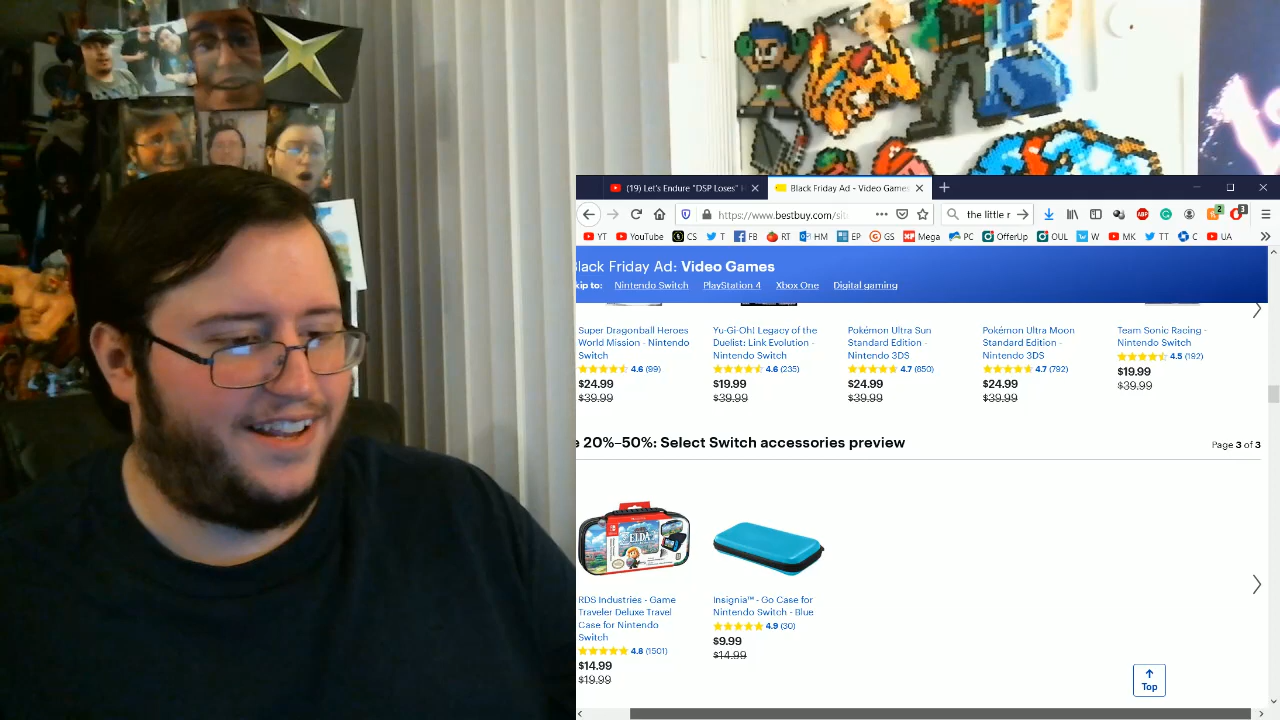 (19) Let's Endure "DSP Loses"
Black Friday Ad - Video Games
https://www.bestbuy.com/sit
the little r
2
3
YT
YouTube
CS
T
FB
RT
HM
EP
GS
Mega
PC
OfferUp
OUL
W
MK
TT
C
UA
lack Friday Ad: Video Games
kip to: Nintendo Switch PlayStation 4 Xbox One Digital gaming
Super Dragonball Heroes
World Mission - Nintendo
Switch
4.6 (99)
$24.99
$39.99
Yu-Gi-Oh! Legacy of the
Duelist: Link Evolution -
Nintendo Switch
4.6 (235)
$19.99
$39.99
Pokémon Ultra Sun
Standard Edition -
Nintendo 3DS
4.7 (850)
$24.99
$39.99
Pokémon Ultra Moon
Standard Edition -
Nintendo 3DS
4.7 (792)
$24.99
$39.99
Team Sonic Racing -
Nintendo Switch
4.5 (192)
$19.99
$39.99
e 20%–50%: Select Switch accessories preview
Page 3 of 3
ZELDA
RDS Industries - Game
Traveler Deluxe Travel
Case for Nintendo
Switch
4.8 (1501)
$14.99
$19.99
Insignia™ - Go Case for
Nintendo Switch - Blue
4.9 (30)
$9.99
$14.99
Top